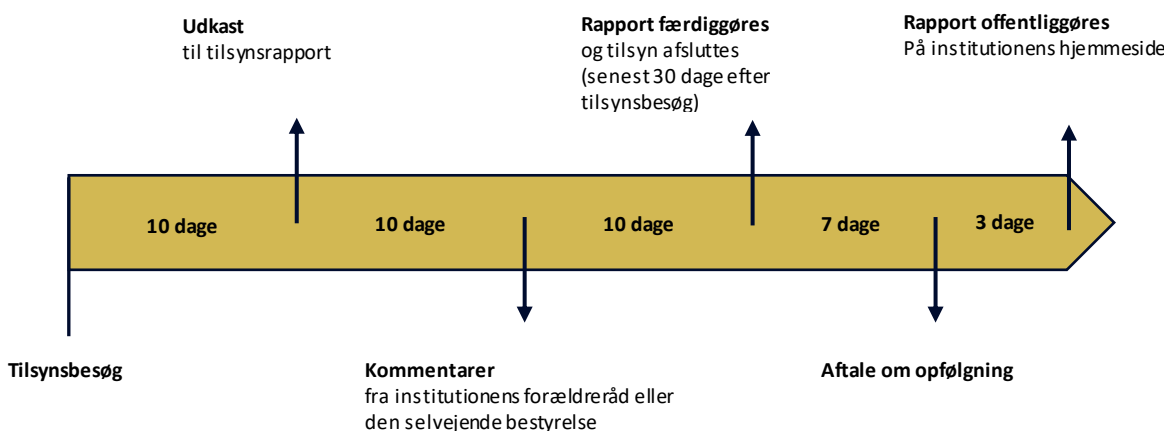 Udkast
til tilsynsrapport
Rapport færdiggøres
og tilsyn afsluttes
(senest 30 dage efter
tilsynsbesøg)
Rapport offentliggøres
På institutionens hjemmeside
10 dage
10 dage
10 dage
7 dage
3 dage
Tilsynsbesøg
Kommentarer
fra institutionens forældreråd eller
den selvejende bestyrelse
Aftale om opfølgning